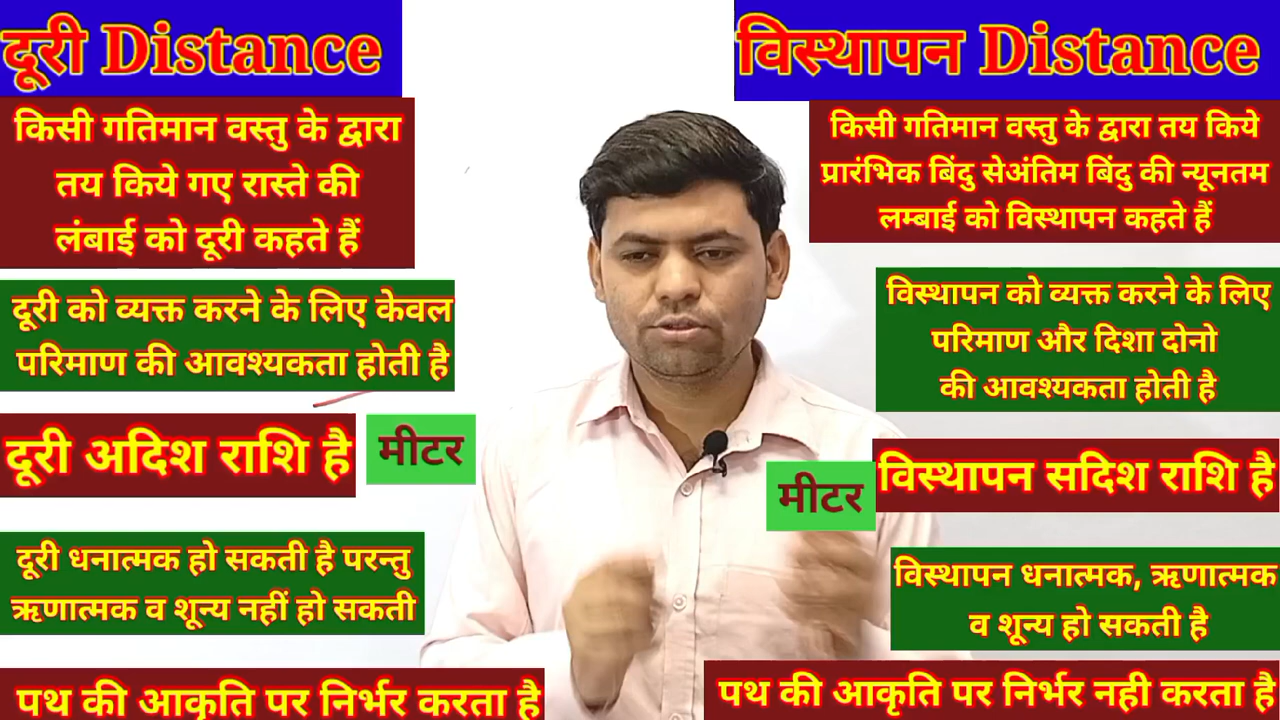 दूरी Distance
किसी गतिमान वस्तु के द्वारा
तय किये गए रास्ते की
लंबाई को दूरी कहते हैं
दूरी को व्यक्त करने के लिए केवल
परिमाण की आवश्यकता होती है
दूरी अदिश राशि है
मीटर
दूरी धनात्मक हो सकती है परन्तु
ऋणात्मक व शून्य नहीं हो सकती
पथ की आकृति पर निर्भर करता है
विस्थापन Distance
किसी गतिमान वस्तु के द्वारा तय किये
प्रारंभिक बिंदु सेअंतिम बिंदु की न्यूनतम
लम्बाई को विस्थापन कहते हैं
विस्थापन को व्यक्त करने के लिए
परिमाण और दिशा दोनो
की आवश्यकता होती है
मीटर
विस्थापन सदिश राशि है
विस्थापन धनात्मक, ऋणात्मक
व शून्य हो सकती है
पथ की आकृति पर निर्भर नही करता है